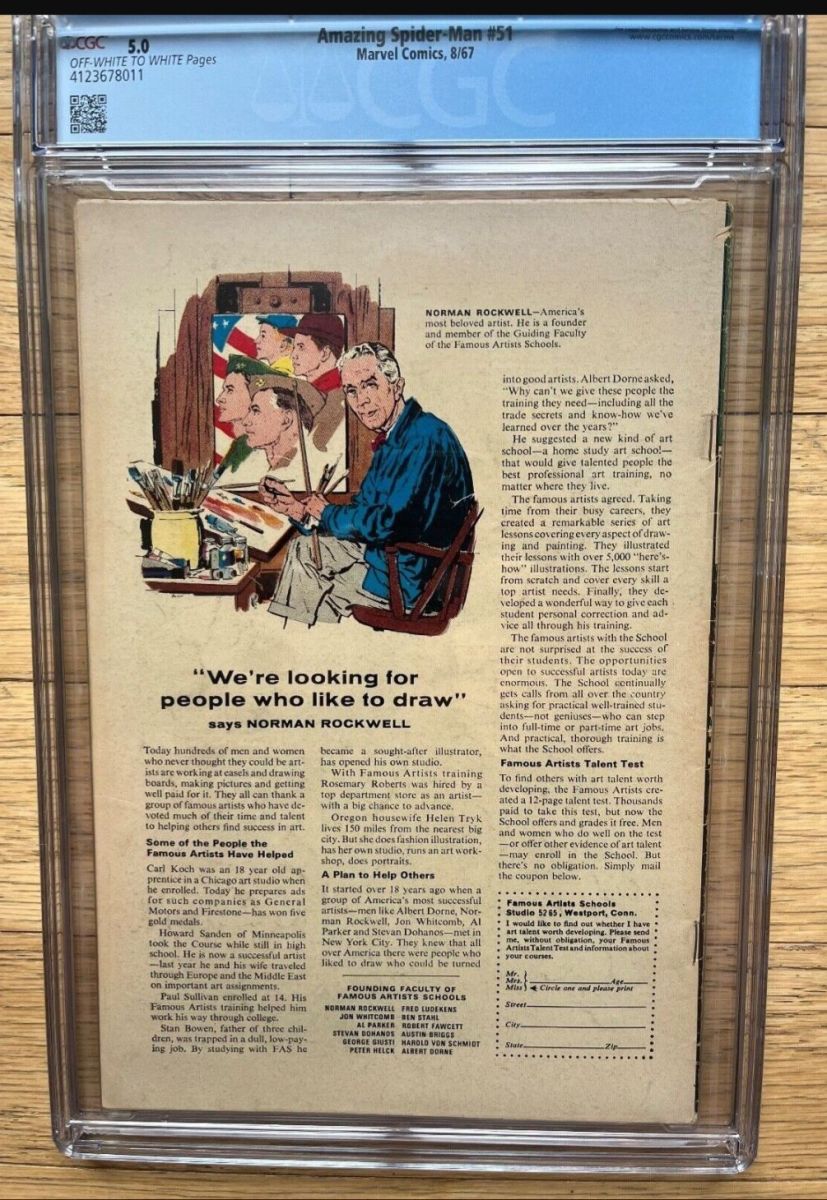 CGC 5.0
OFF-WHITE TO WHITE Pages
4123678011
Amazing Spider-Man #51
Marvel Comics, 8/67
www.cgccomics.com/terms
CGC
NORMAN ROCKWELL—America's
most beloved artist. He is a founder
and member of the Guiding Faculty
of the Famous Artists Schools.
"We're looking for
people who like to draw"
says NORMAN ROCKWELL
Today hundreds of men and women
who never thought they could be art-
ists are working at easels and drawing
boards, making pictures and getting
well paid for it. They all can thank a
group of famous artists who have de-
voted much of their time and talent
to helping others find success in art.
Some of the People the
Famous Artists Have Helped
Carl Koch was an 18 year old ap-
prentice in a Chicago art studio when
he enrolled. Today he prepares ads
for such companies as General
Motors and Firestone—has won five
gold medals.
Howard Sanden of Minneapolis
took the Course while still in high
school. He is now a successful artist
—last year he and his wife traveled
through Europe and the Middle East
on important art assignments.
Paul Sullivan enrolled at 14. His
Famous Artists training helped him
work his way through college.
Stan Bowen, father of three chil-
dren, was trapped in a dull, low-pay-
ing job. By studying with FAS he
became a sought-after illustrator,
has opened his own studio.
With Famous Artists training
Rosemary Roberts was hired by a
top department store as an artist—
with a big chance to advance.
Oregon housewife Helen Tryk
lives 150 miles from the nearest big
city. But she does fashion illustration,
has her own studio, runs an art work-
shop, does portraits.
A Plan to Help Others
It started over 18 years ago when a
group of America's most successful
artists—men like Albert Dorne, Nor-
man Rockwell, Jon Whitcomb, Al
Parker and Stevan Dohanos—met in
New York City. They knew that all
over America there were people who
liked to draw who could be turned
FOUNDING FACULTY OF
FAMOUS ARTISTS SCHOOLS
NORMAN ROCKWELL FRED LUDEKENS
JON WHITCOMB BEN STAHL
AL PARKER ROBERT FAWCETT
STEVAN DOHANOS AUSTIN BRIGGS
GEORGE GIUSTI HAROLD VON SCHMIDT
PETER HELCK ALBERT DORNE
into good artists. Albert Dorne asked,
"Why can't we give these people the
training they need—including all the
trade secrets and know-how we've
learned over the years?"
He suggested a new kind of art
school—a home study art school—
that would give talented people the
best professional art training, no
matter where they live.
The famous artists agreed. Taking
time from their busy careers, they
created a remarkable series of art
lessons covering every aspect of draw-
ing and painting. They illustrated
their lessons with over 5,000 "here's-
how" illustrations. The lessons start
from scratch and cover every skill a
top artist needs. Finally, they de-
veloped a wonderful way to give each
student personal correction and ad-
vice all through his training.
The famous artists with the School
are not surprised at the success of
their students. The opportunities
open to successful artists today are
enormous. The School continually
gets calls from all over the country
asking for practical well-trained stu-
dents—not geniuses—who can step
into full-time or part-time art jobs.
And practical, thorough training is
what the School offers.
Famous Artists Talent Test
To find others with art talent worth
developing, the Famous Artists cre-
ated a 12-page talent test. Thousands
paid to take this test, but now the
School offers and grades it free. Men
and women who do well on the test
—or offer other evidence of art talent
—may enroll in the School. But
there's no obligation. Simply mail
the coupon below.
Famous Artists Schools
Studio 5265, Westport, Conn.
I would like to find out whether I have
art talent worth developing. Please send
me, without obligation, your Famous
Artists Talent Test and information about
your courses.
Mr.
Mrs. Age
Miss Circle one and please print
Street
City
State Zip